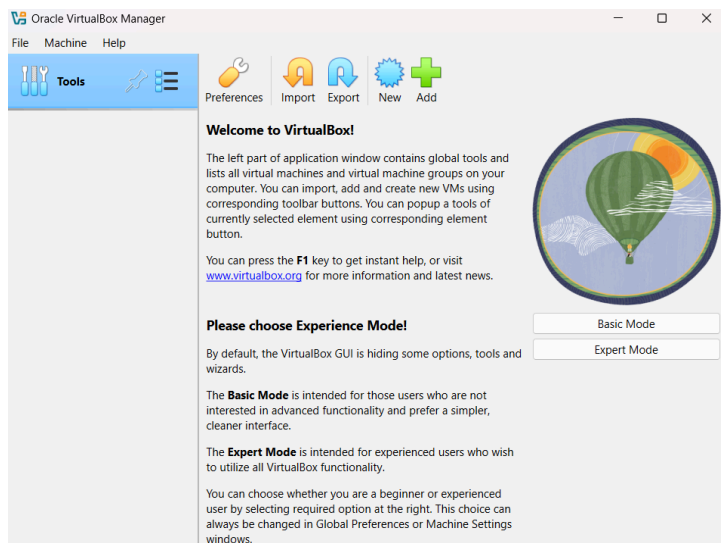 Oracle VirtualBox Manager
File Machine Help
Tools
Preferences Import Export New Add
Welcome to VirtualBox!
The left part of application window contains global tools and
lists all virtual machines and virtual machine groups on your
computer. You can import, add and create new VMs using
corresponding toolbar buttons. You can popup a tools of
currently selected element using corresponding element
button.
You can press the F1 key to get instant help, or visit
www.virtualbox.org for more information and latest news.
Please choose Experience Mode!
By default, the VirtualBox GUI is hiding some options, tools and
wizards.
The Basic Mode is intended for those users who are not
interested in advanced functionality and prefer a simpler,
cleaner interface.
The Expert Mode is intended for experienced users who wish
to utilize all VirtualBox functionality.
You can choose whether you are a beginner or experienced
user by selecting required option at the right. This choice can
always be changed in Global Preferences or Machine Settings
windows.
Basic Mode
Expert Mode